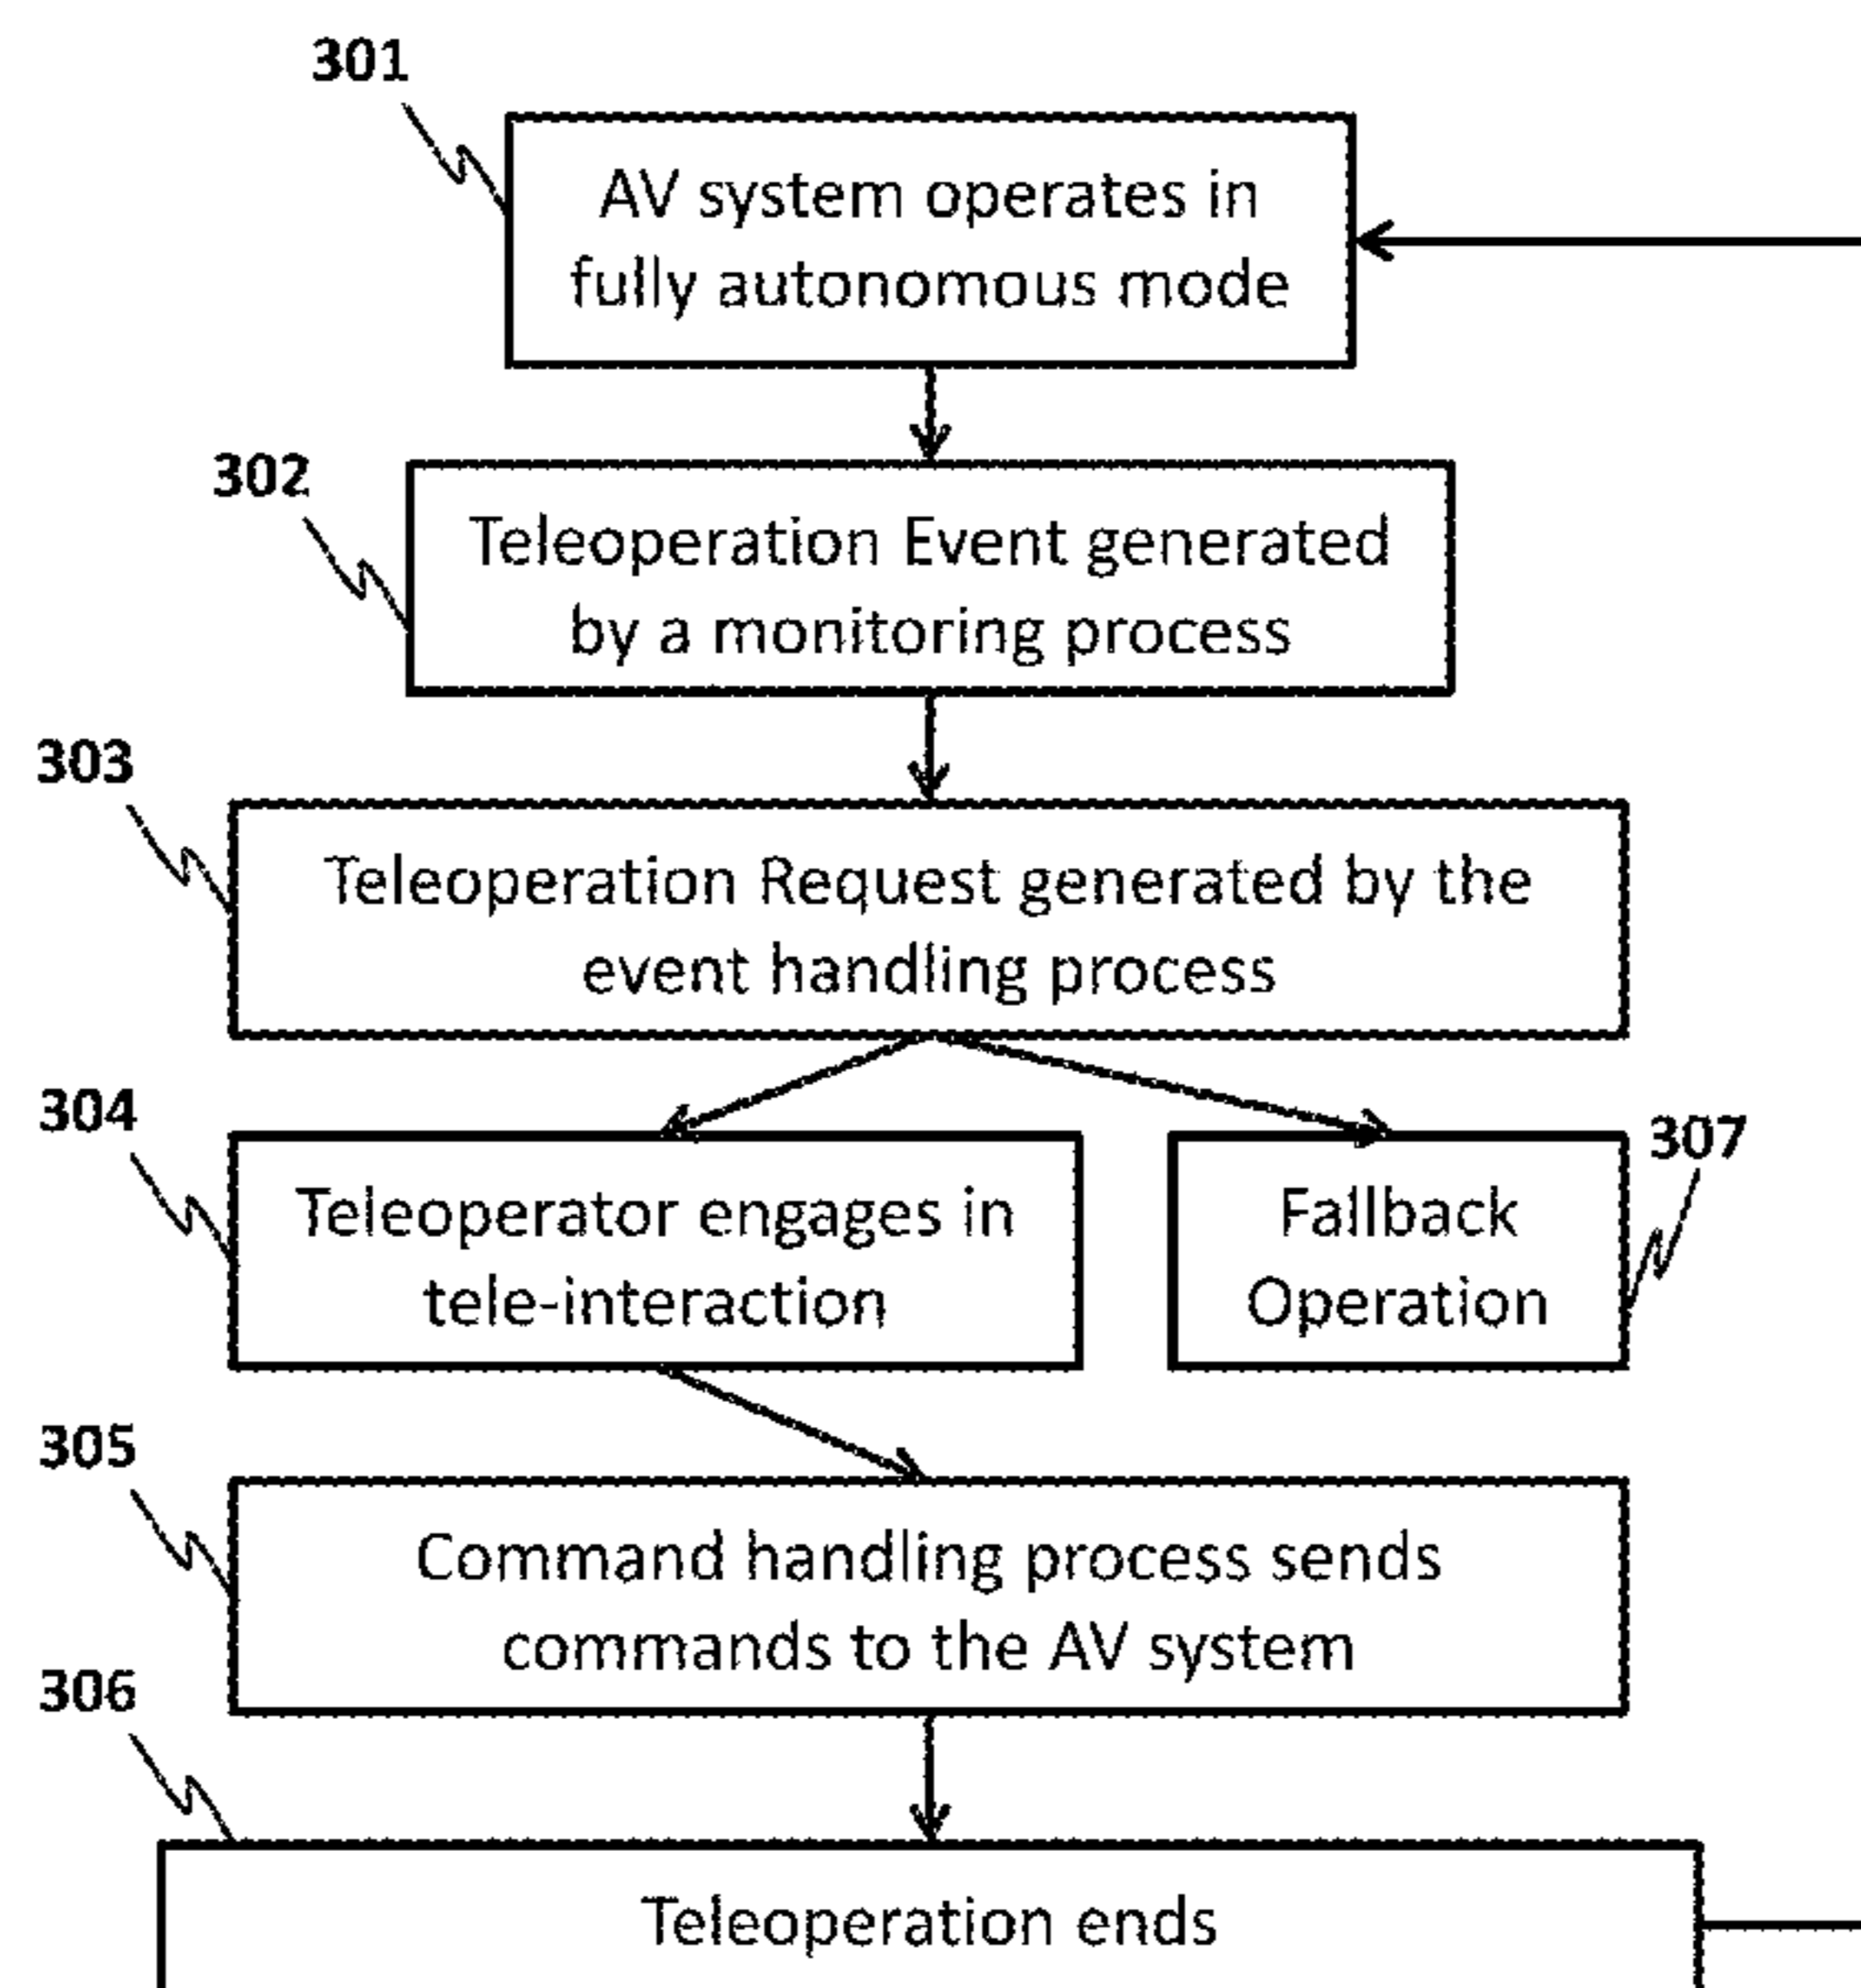 301
AV system operates in
fully autonomous mode
302
Teleoperation Event generated
by a monitoring process
303
Teleoperation Request generated by the
event handling process
304
Teleoperator engages in
tele-interaction
307
Fallback
Operation
305
Command handling process sends
commands to the AV system
306
Teleoperation ends